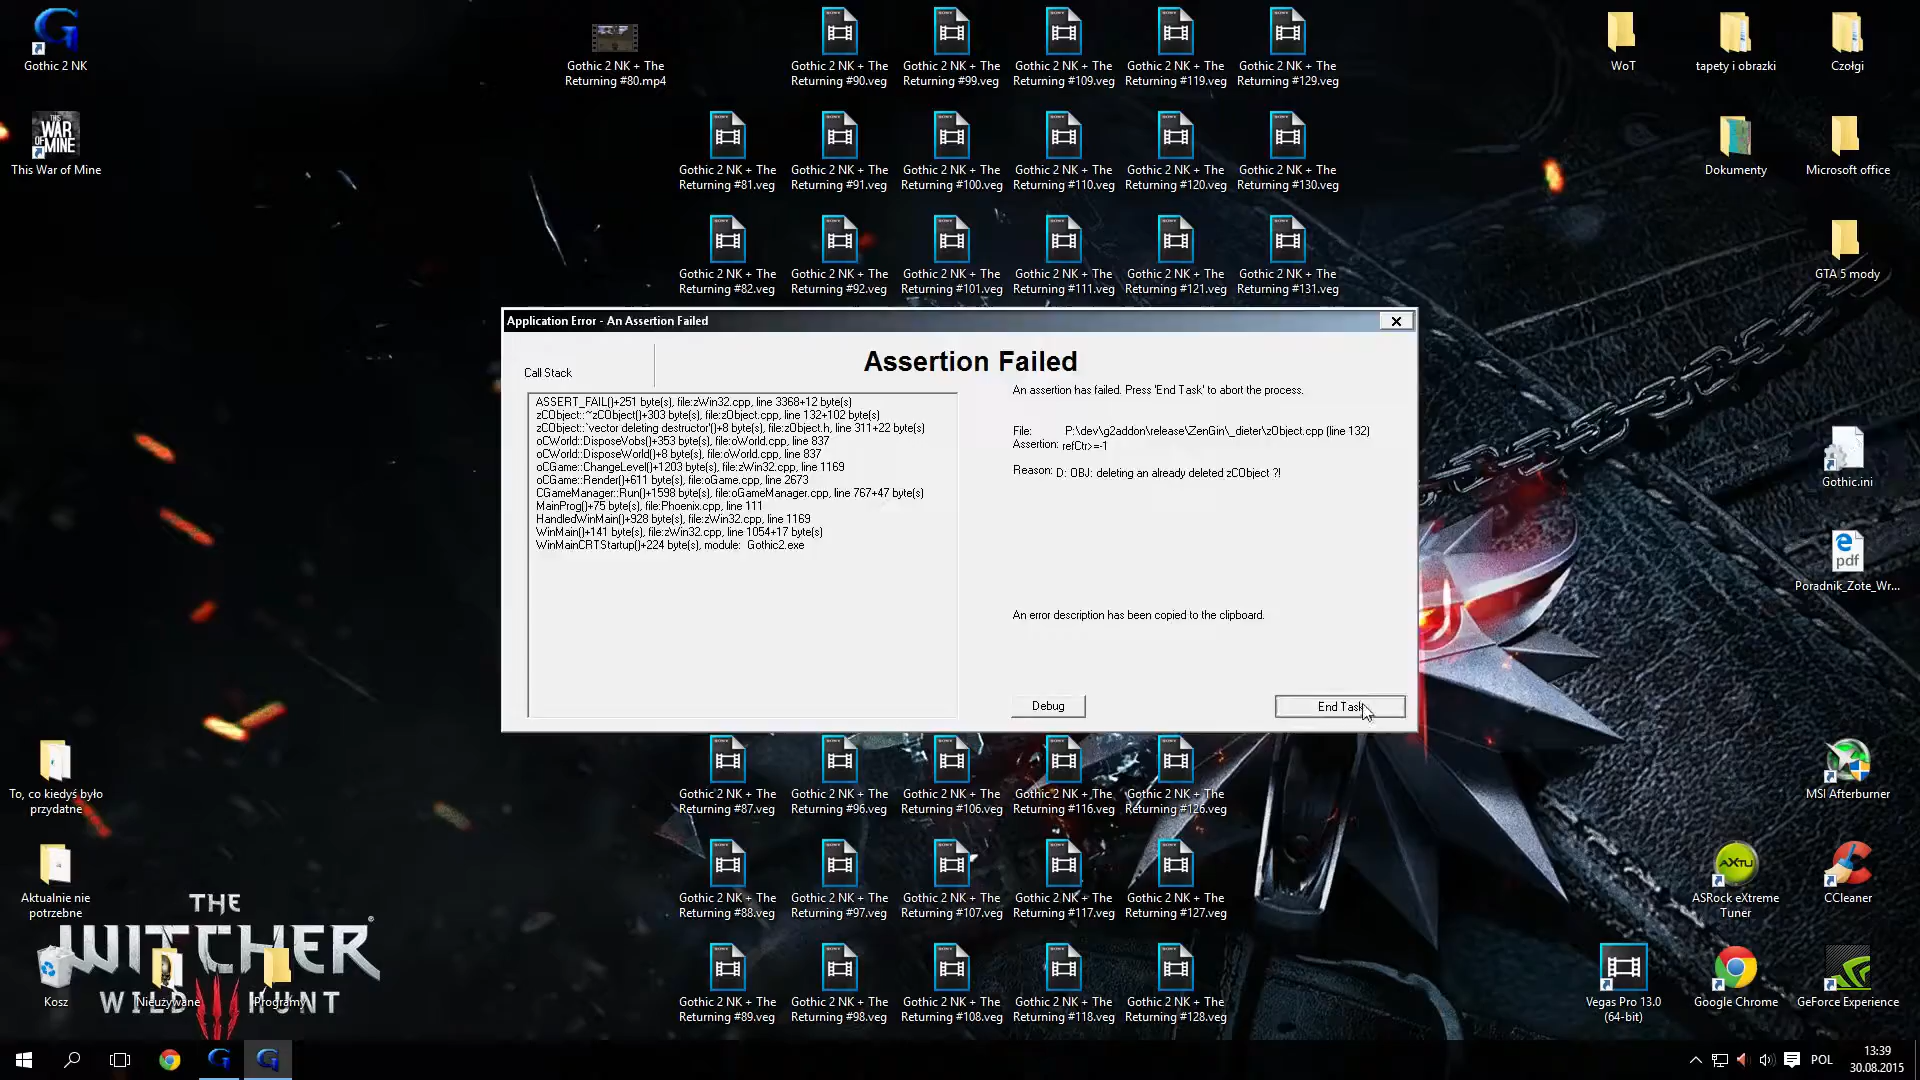 Gothic 2 NK
This War of Mine
THIS
WAR
OF MINE
Gothic 2 NK + The
Returning #80.mp4
Gothic 2 NK + The
Returning #90.veg
Gothic 2 NK + The
Returning #99.veg
Gothic 2 NK + The
Returning #109.veg
Gothic 2 NK + The
Returning #119.veg
Gothic 2 NK + The
Returning #129.veg
WoT
tapety i obrazki
Czołgi
Gothic 2 NK + The
Returning #81.veg
Gothic 2 NK + The
Returning #91.veg
Gothic 2 NK + The
Returning #100.veg
Gothic 2 NK + The
Returning #110.veg
Gothic 2 NK + The
Returning #120.veg
Gothic 2 NK + The
Returning #130.veg
Dokumenty
Microsoft office
Gothic 2 NK + The
Returning #82.veg
Gothic 2 NK + The
Returning #92.veg
Gothic 2 NK + The
Returning #101.veg
Gothic 2 NK + The
Returning #111.veg
Gothic 2 NK + The
Returning #121.veg
Gothic 2 NK + The
Returning #131.veg
GTA 5 mody
Application Error - An Assertion Failed
Call Stack
Assertion Failed
ASSERT_FAIL()+251 byte(s), file:zWin32.cpp, line 3368+12 byte(s)
zCObject::~zCObject()+303 byte(s), file:zObject.cpp, line 132+102 byte(s)
zCObject::`vector deleting destructor'()+8 byte(s), file:zObject.h, line 311+22 byte(s)
oCWorld::DisposeVobs()+353 byte(s), file:oWorld.cpp, line 837
oCWorld::DisposeWorld()+8 byte(s), file:oWorld.cpp, line 837
oCGame::ChangeLevel()+1203 byte(s), file:zWin32.cpp, line 1169
oCGame::Render()+611 byte(s), file:oGame.cpp, line 2673
CGameManager::Run()+1598 byte(s), file:oGameManager.cpp, line 767+47 byte(s)
MainProg()+75 byte(s), file:Phoenix.cpp, line 111
HandledWinMain()+928 byte(s), file:zWin32.cpp, line 1169
WinMain()+141 byte(s), file:zWin32.cpp, line 1054+17 byte(s)
WinMainCRTStartup()+224 byte(s), module: Gothic2.exe
An assertion has failed. Press 'End Task' to abort the process.
File: P:\dev\g2addon\release\ZenGin\_dieter\zObject.cpp (line 132)
Assertion: refCtr>=-1
Reason: D: OBJ: deleting an already deleted zCObject ?!
An error description has been copied to the clipboard.
Debug
End Task
Gothic.ini
pdf
Poradnik_Zote_Wr...
To, co kiedyś było
przydatne
Gothic 2 NK + The
Returning #87.veg
Gothic 2 NK + The
Returning #96.veg
Gothic 2 NK + The
Returning #106.veg
Gothic 2 NK + The
Returning #116.veg
Gothic 2 NK + The
Returning #126.veg
MSI Afterburner
Aktualnie nie
potrzebne
Gothic 2 NK + The
Returning #88.veg
Gothic 2 NK + The
Returning #97.veg
Gothic 2 NK + The
Returning #107.veg
Gothic 2 NK + The
Returning #117.veg
Gothic 2 NK + The
Returning #127.veg
AXTU
ASRock eXtreme
Tuner
CCleaner
THE
WITCHER
WILD HUNT
®
Kosz
Nieużywane
Programy
Gothic 2 NK + The
Returning #89.veg
Gothic 2 NK + The
Returning #98.veg
Gothic 2 NK + The
Returning #108.veg
Gothic 2 NK + The
Returning #118.veg
Gothic 2 NK + The
Returning #128.veg
Vegas Pro 13.0
(64-bit)
Google Chrome
GeForce Experience
POL
13:39
30.08.2015